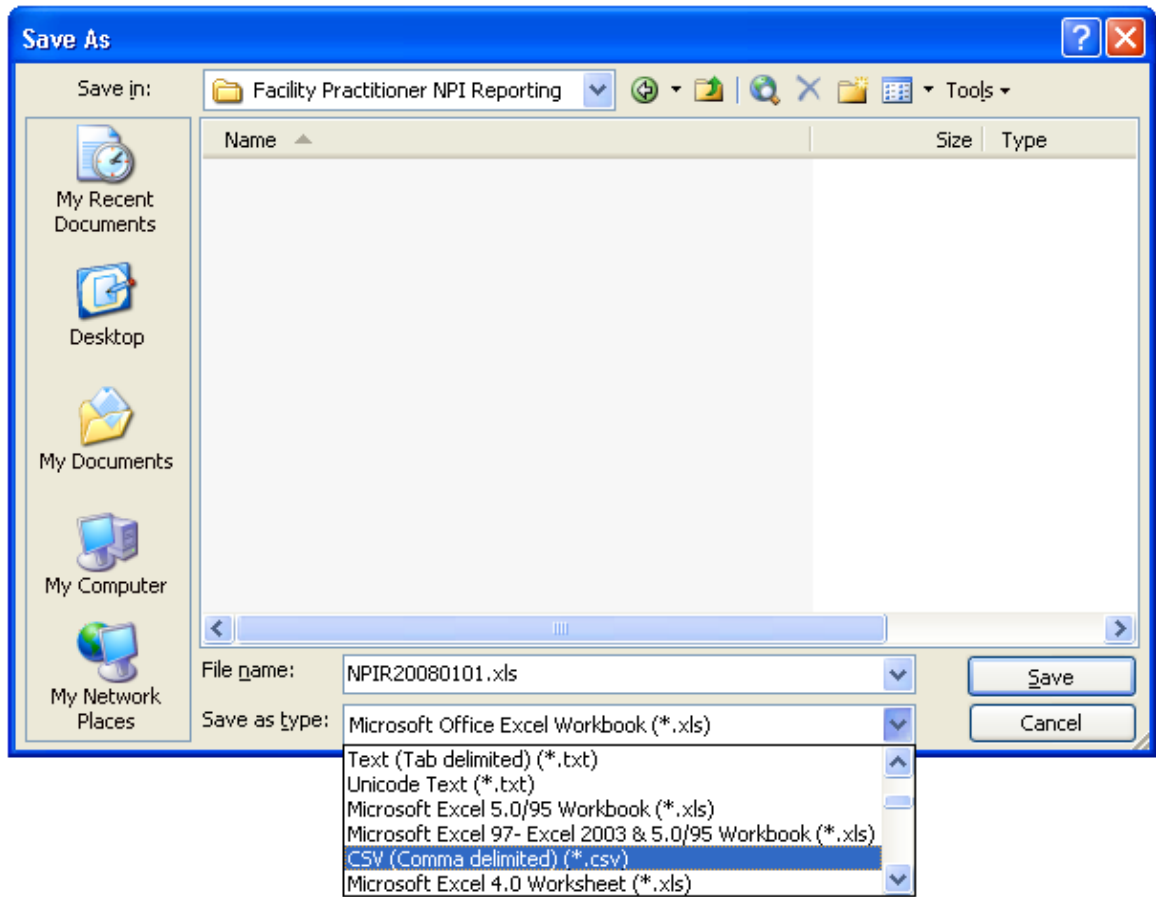 Save As
Save in:
Facility Practitioner NPI Reporting
Tools
Name
Size
Type
My Recent
Documents
Desktop
My Documents
My Computer
My Network
Places
File name:
NPIR20080101.xls
Save
Save as type:
Microsoft Office Excel Workbook (*.xls)
Cancel
Text (Tab delimited) (*.txt)
Unicode Text (*.txt)
Microsoft Excel 5.0/95 Workbook (*.xls)
Microsoft Excel 97- Excel 2003 & 5.0/95 Workbook (*.xls)
CSV (Comma delimited) (*.csv)
Microsoft Excel 4.0 Worksheet (*.xls)